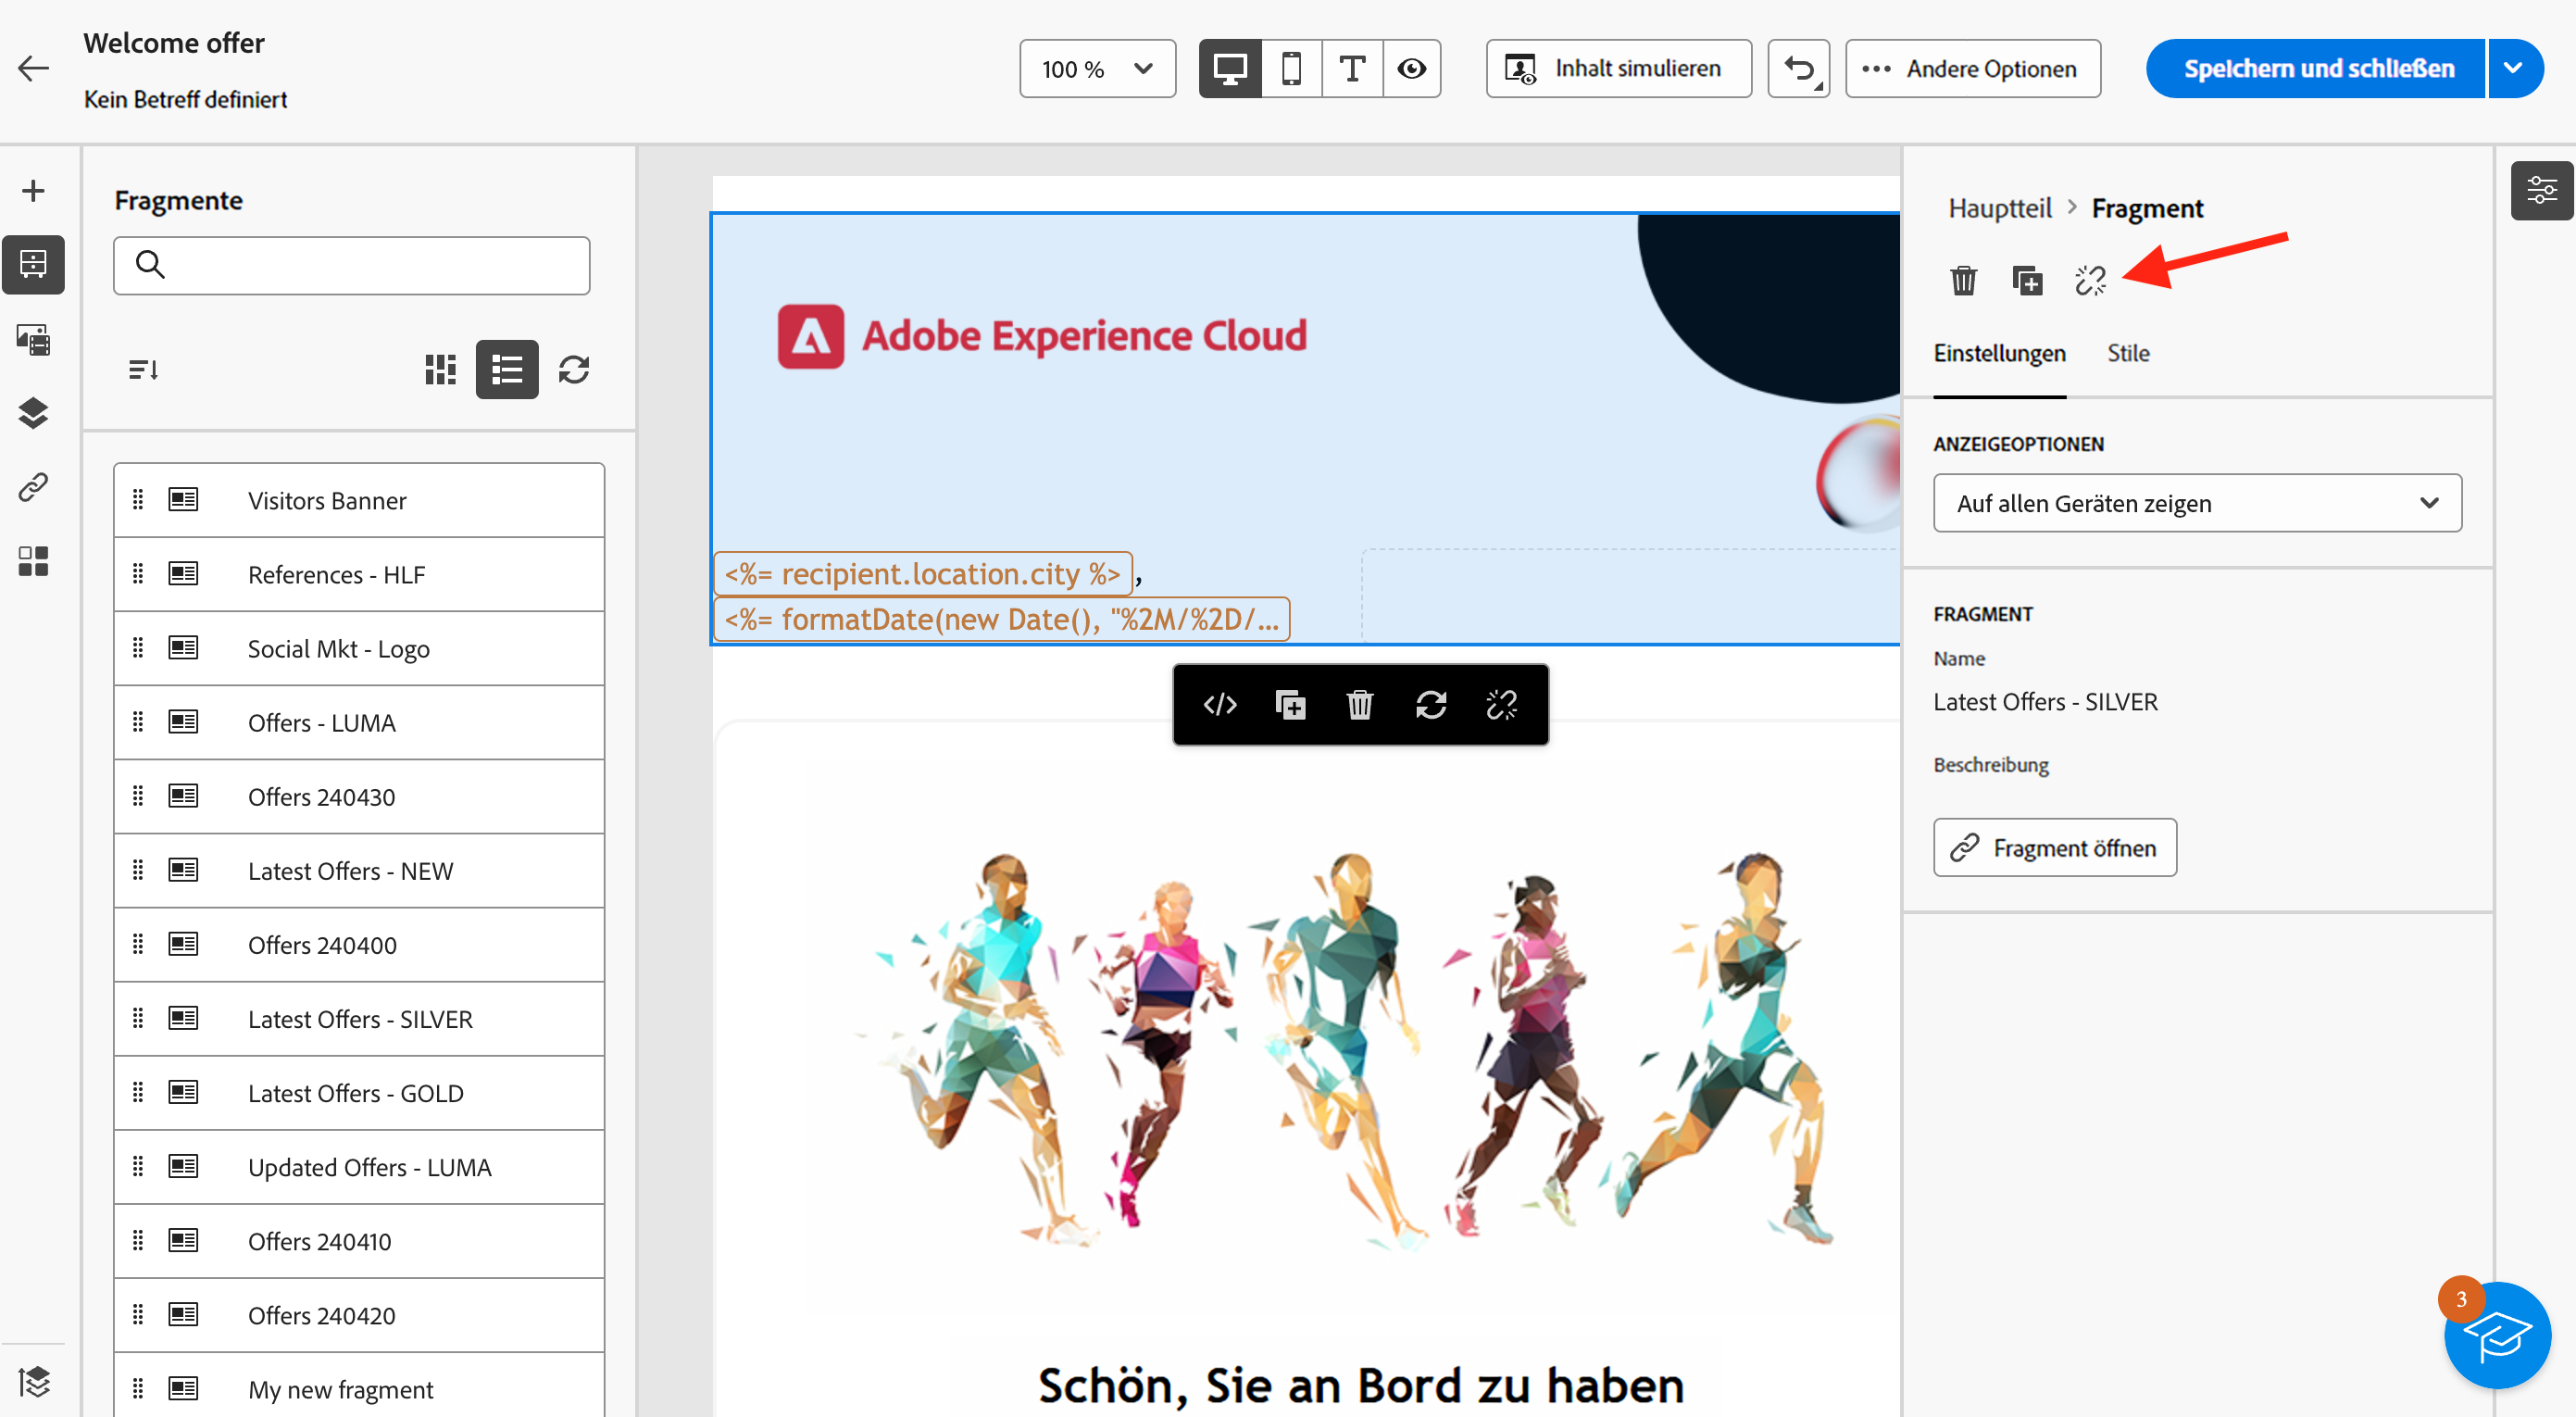 Welcome offer
Kein Betreff definiert
100 %
Inhalt simulieren
Andere Optionen
Speichern und schließen
Fragmente
Visitors Banner
References - HLF
Social Mkt - Logo
Offers - LUMA
Offers 240430
Latest Offers - NEW
Offers 240400
Latest Offers - SILVER
Latest Offers - GOLD
Updated Offers - LUMA
Offers 240410
Offers 240420
My new fragment
Adobe Experience Cloud
<%= recipient.location.city %> ,
<%= formatDate(new Date(), "%2M/%2D/...
Schön, Sie an Bord zu haben
Hauptteil > Fragment
Einstellungen
Stile
ANZEIGEOPTIONEN
Auf allen Geräten zeigen
FRAGMENT
Name
Latest Offers - SILVER
Beschreibung
Fragment öffnen
3